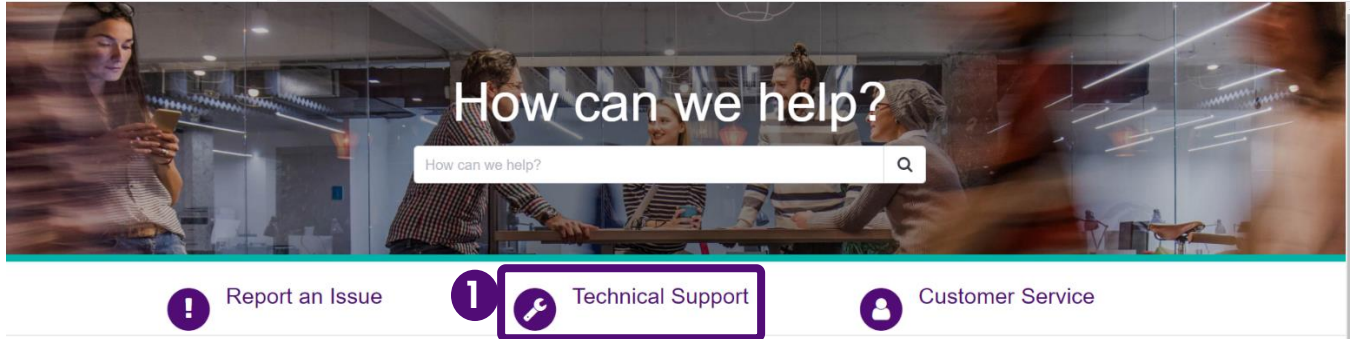 How can we help?
How can we help?
Report an Issue
1
Technical Support
Customer Service